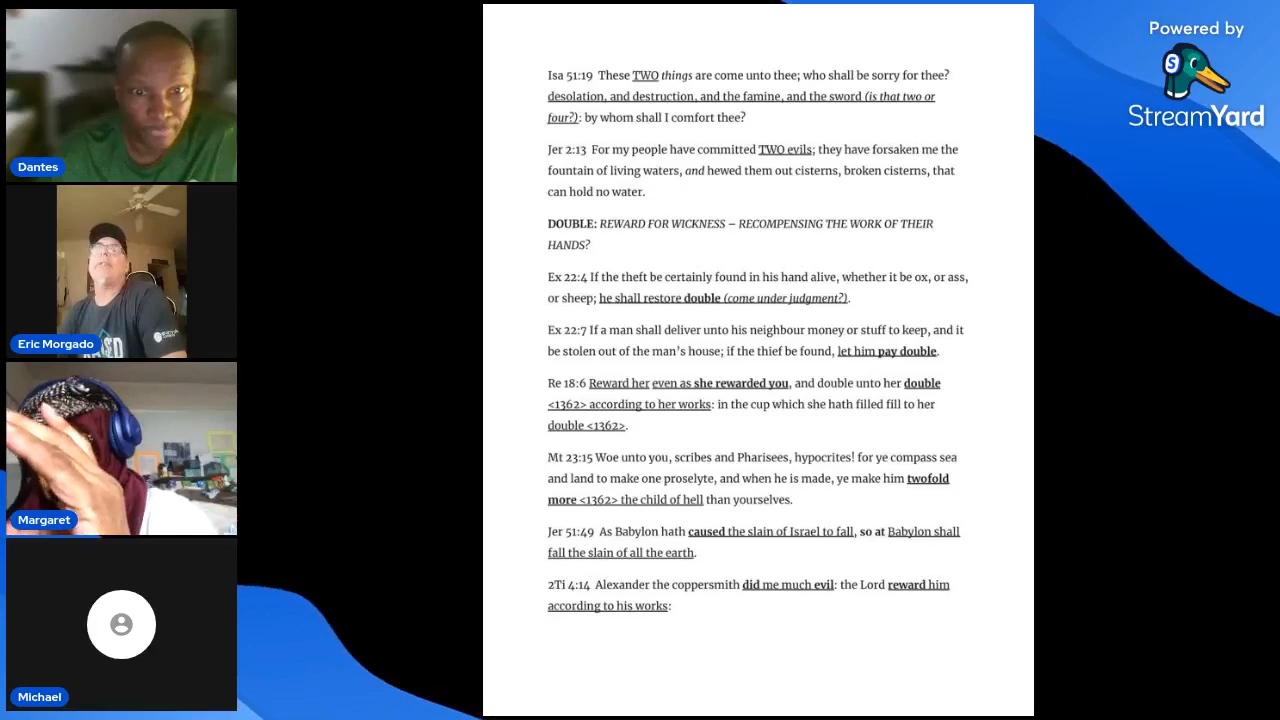 Dantes
Eric Morgado
Margaret
Michael
Isa 51:19 These TWO things are come unto thee; who shall be sorry for thee?
desolation, and destruction, and the famine, and the sword (is that two or
four?): by whom shall I comfort thee?
Jer 2:13 For my people have committed TWO evils; they have forsaken me the
fountain of living waters, and hewed them out cisterns, broken cisterns, that
can hold no water.
DOUBLE: REWARD FOR WICKNESS – RECOMPENSING THE WORK OF THEIR
HANDS?
Ex 22:4 If the theft be certainly found in his hand alive, whether it be ox, or ass,
or sheep; he shall restore double (come under judgment?).
Ex 22:7 If a man shall deliver unto his neighbour money or stuff to keep, and it
be stolen out of the man's house; if the thief be found, let him pay double.
Re 18:6 Reward her even as she rewarded you, and double unto her double
<1362> according to her works: in the cup which she hath filled fill to her
double <1362>.
Mt 23:15 Woe unto you, scribes and Pharisees, hypocrites! for ye compass sea
and land to make one proselyte, and when he is made, ye make him twofold
more <1362> the child of hell than yourselves.
Jer 51:49 As Babylon hath caused the slain of Israel to fall, so at Babylon shall
fall the slain of all the earth.
2Ti 4:14 Alexander the coppersmith did me much evil: the Lord reward him
according to his works:
Powered by
S
StreamYard